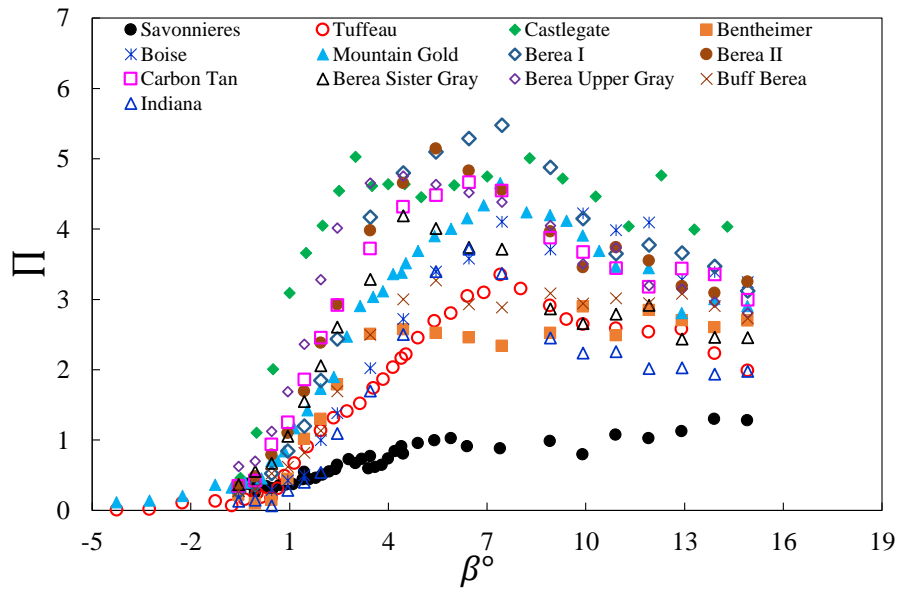 7
Savonnieres Tuffeau Castlegate Bentheimer
Boise Mountain Gold Berea I Berea II
6
Carbon Tan Berea Sister Gray Berea Upper Gray Buff Berea
Indiana
5
4
Π
3
2
1
0
-5 -2 1 4 7 10 13 16 19
β°